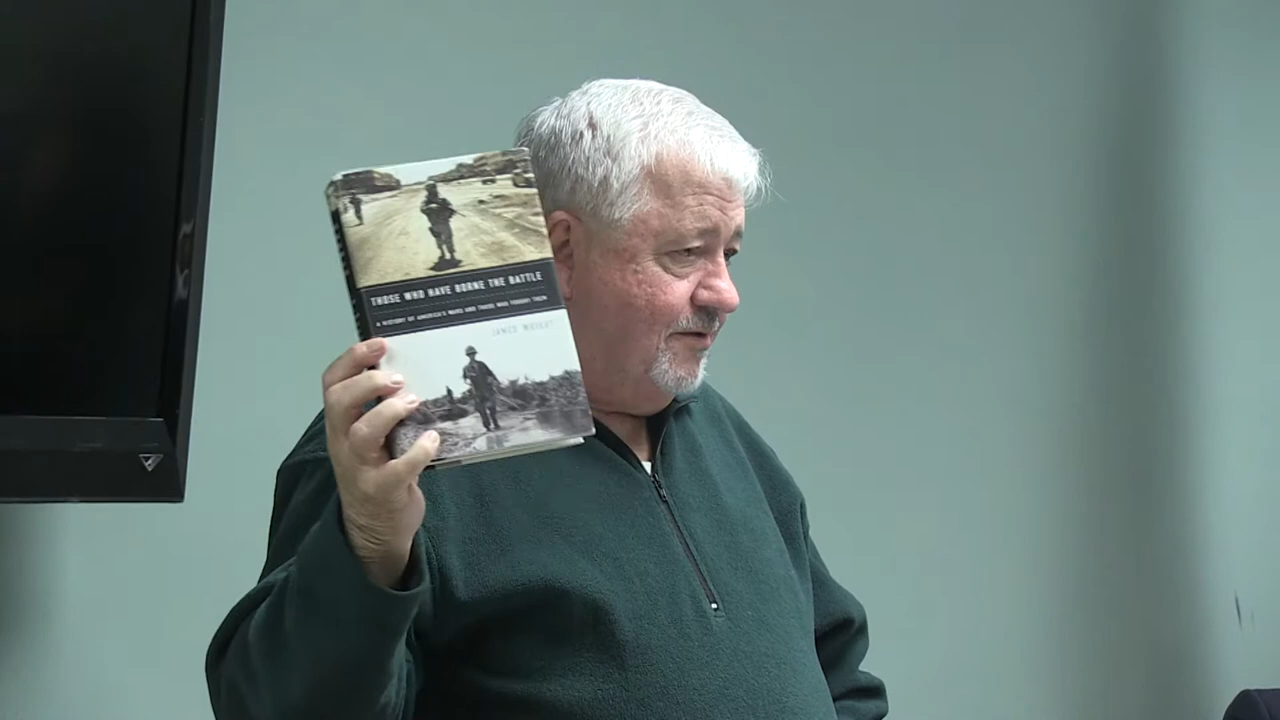 THOSE WHO HAVE BORNE THE BATTLE
A HISTORY OF AMERICA'S WARS AND THOSE WHO FOUGHT THEM
JAMES WRIGHT